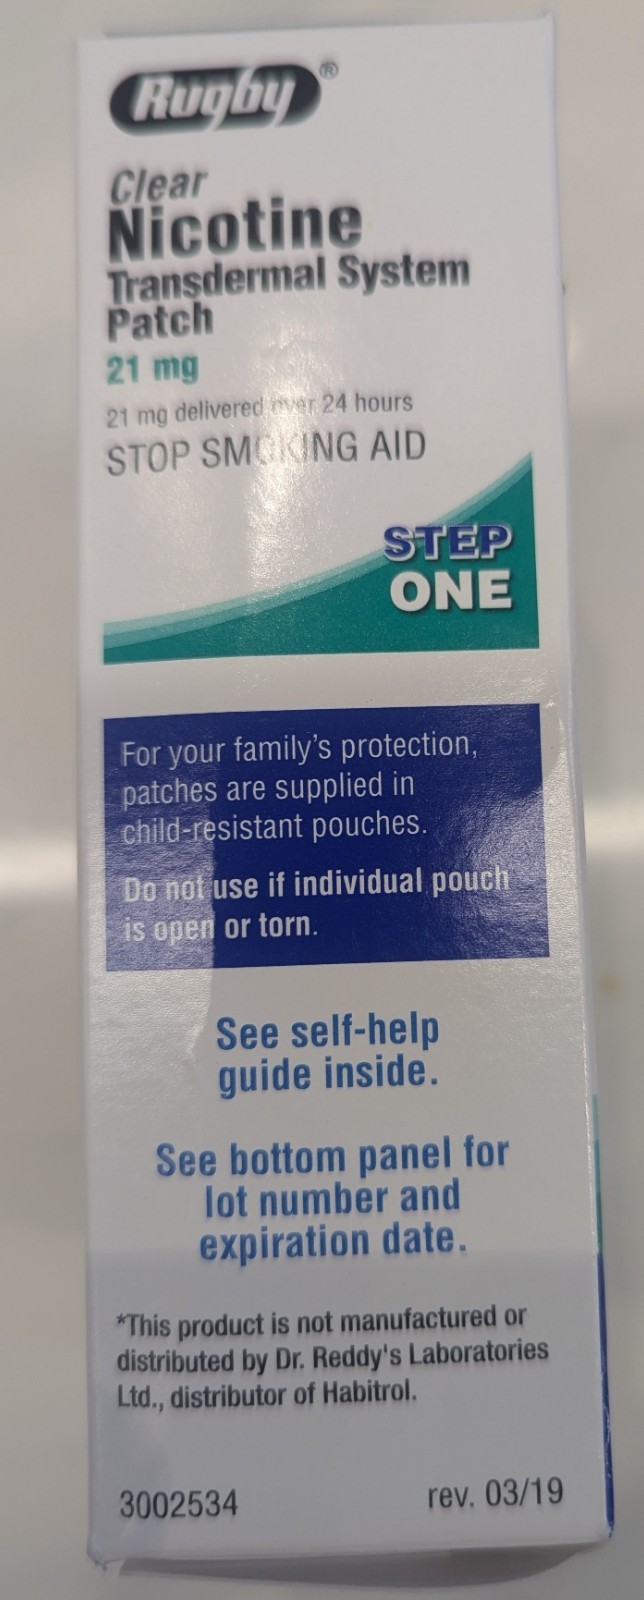 Rugby®
Clear
Nicotine
Transdermal System
Patch
21 mg
21 mg delivered over 24 hours
STOP SMOKING AID
STEP
ONE
For your family's protection,
patches are supplied in
child-resistant pouches.
Do not use if individual pouch
is open or torn.
See self-help
guide inside.
See bottom panel for
lot number and
expiration date.
*This product is not manufactured or
distributed by Dr. Reddy's Laboratories
Ltd., distributor of Habitrol.
3002534 rev. 03/19